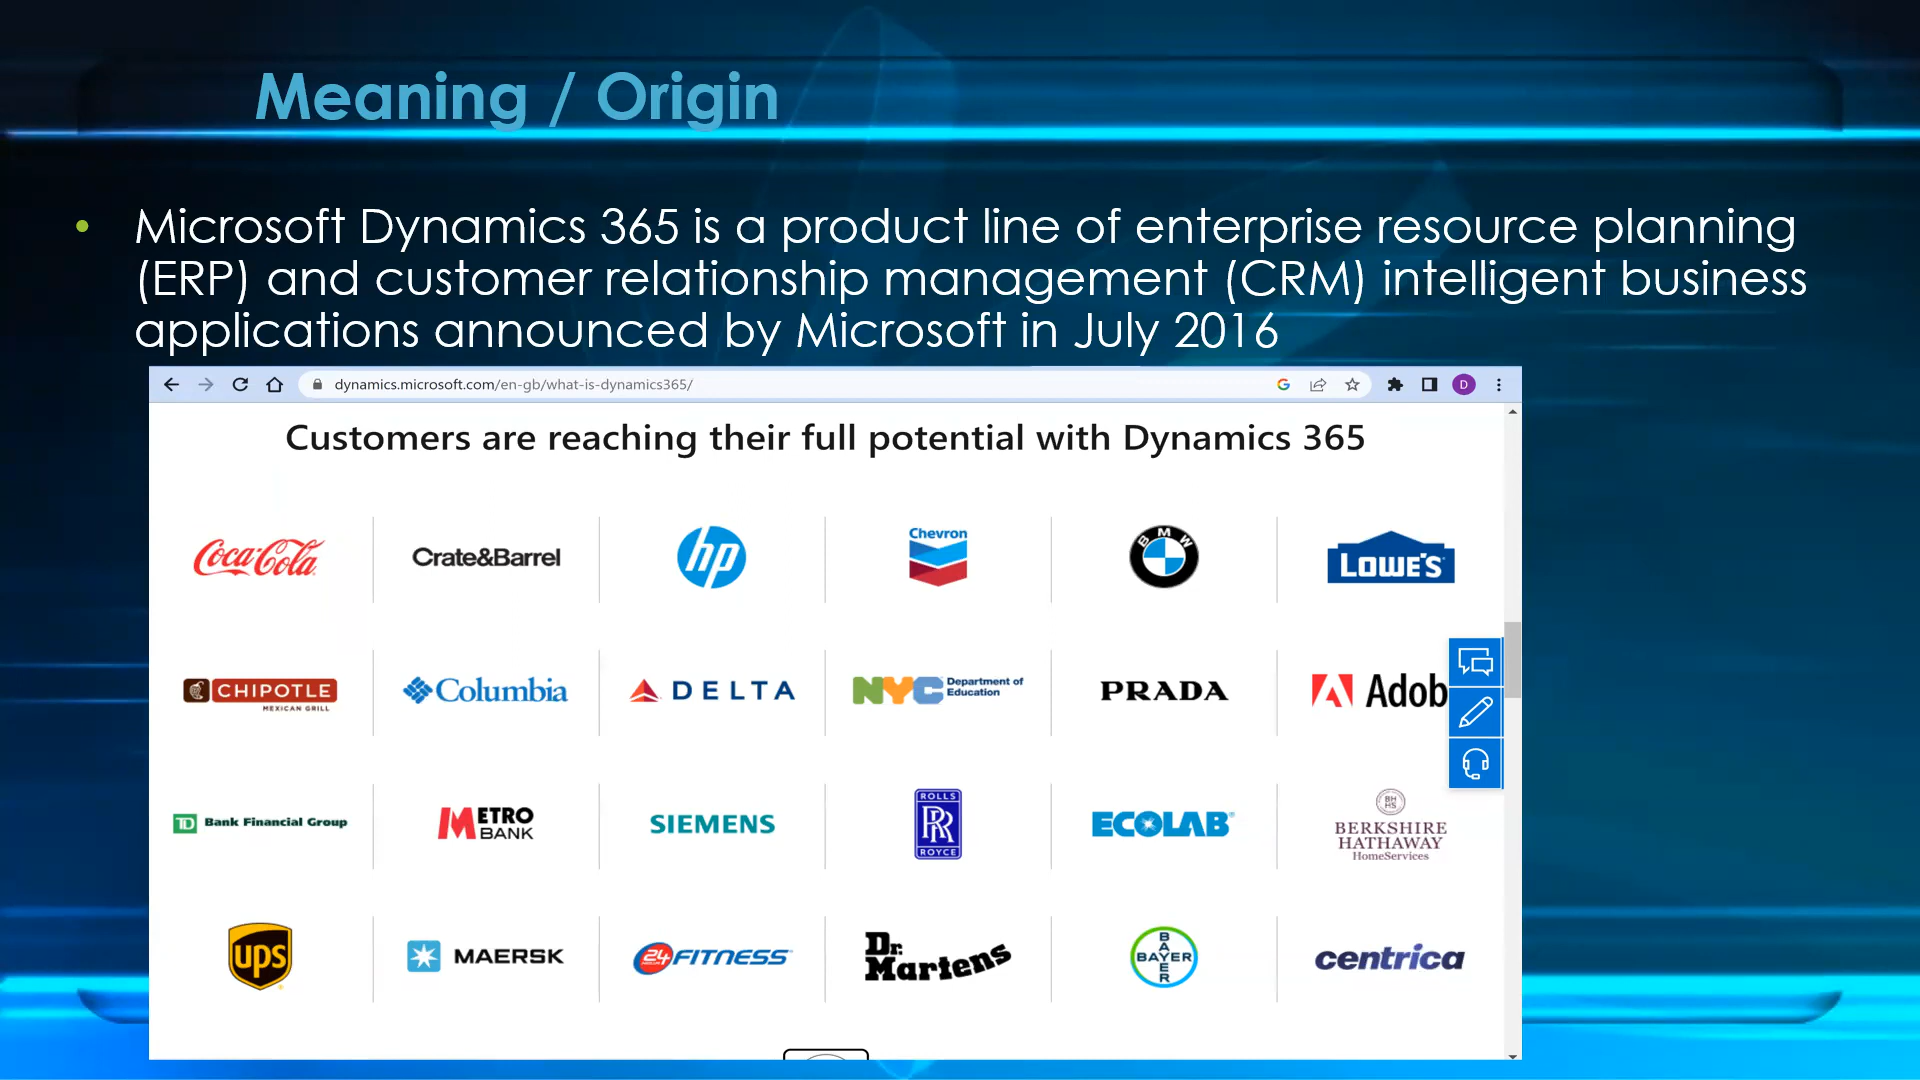 Meaning / Origin
• Microsoft Dynamics 365 is a product line of enterprise resource planning
(ERP) and customer relationship management (CRM) intelligent business
applications announced by Microsoft in July 2016
dynamics.microsoft.com/en-gb/what-is-dynamics365/
G
D
Customers are reaching their full potential with Dynamics 365
Coca-Cola
Crate&Barrel
hp
Chevron
BMW
LOWE'S
CHIPOTLE
MEXICAN GRILL
Columbia
DELTA
NYC Department of
Education
PRADA
Adob
TD Bank Financial Group
METRO
BANK
SIEMENS
ROLLS
RR
ROYCE
ECOLAB®
BH
HS
BERKSHIRE
HATHAWAY
HomeServices
ups
MAERSK
24 FITNESS
Dr.
Martens
BAYER
BAYER
centrica